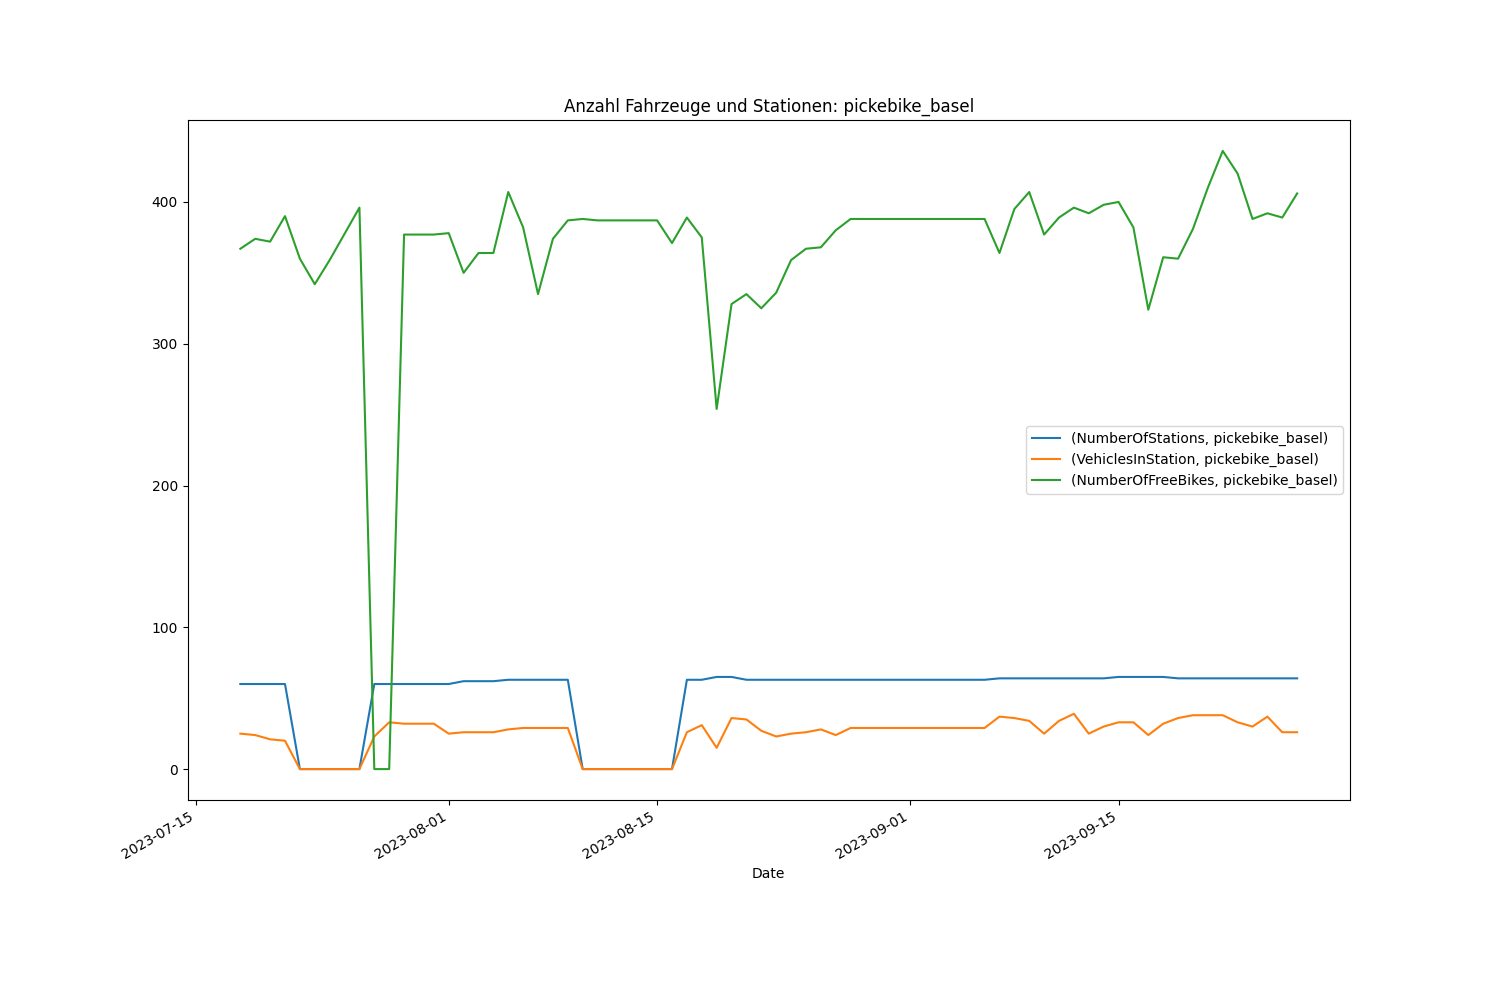 Anzahl Fahrzeuge und Stationen: pickebike_basel
400
300
200
100
0
(NumberOfStations, pickebike_basel)
(VehiclesInStation, pickebike_basel)
(NumberOfFreeBikes, pickebike_basel)
2023-07-15
2023-08-01
2023-08-15
2023-09-01
2023-09-15
Date